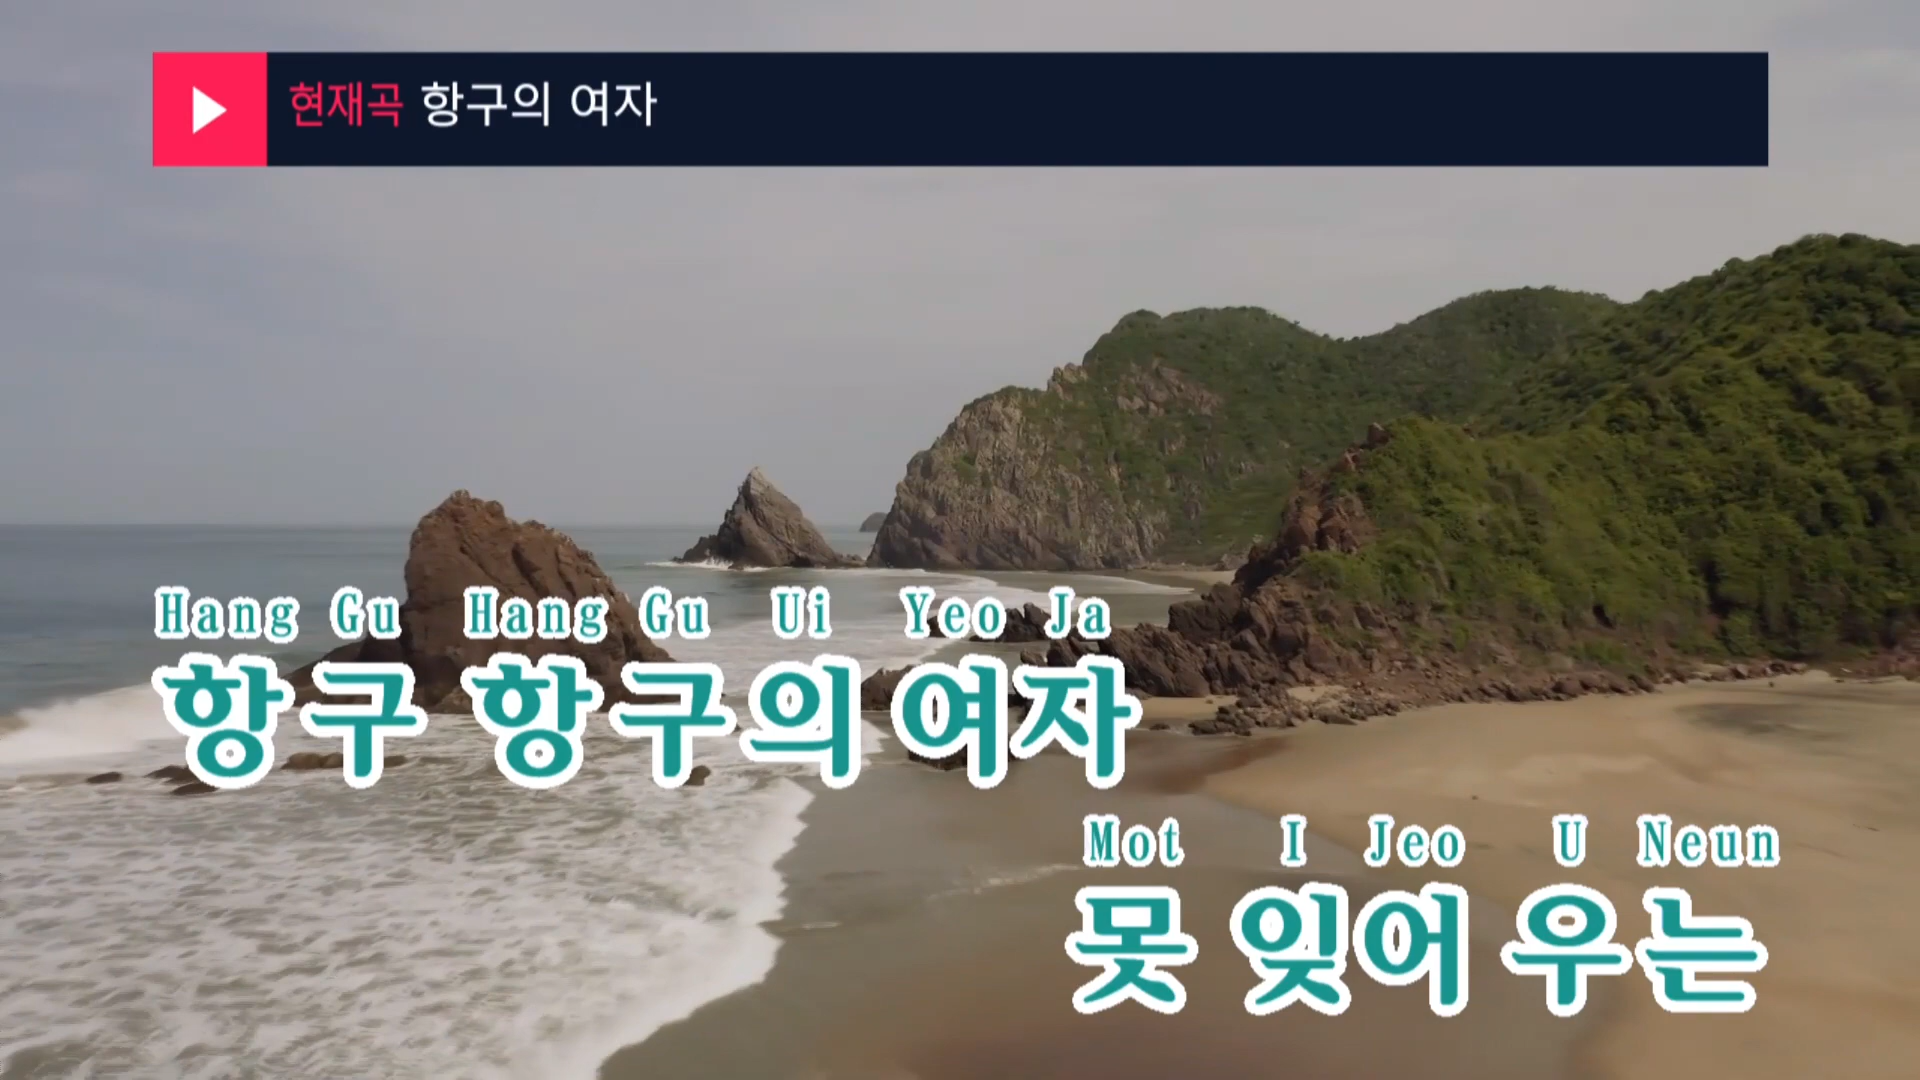 현재곡 항구의 여자
Hang Gu Hang Gu Ui Yeo Ja
항구 항구의 여자
Mot I Jeo U Neun
못 잊어 우는